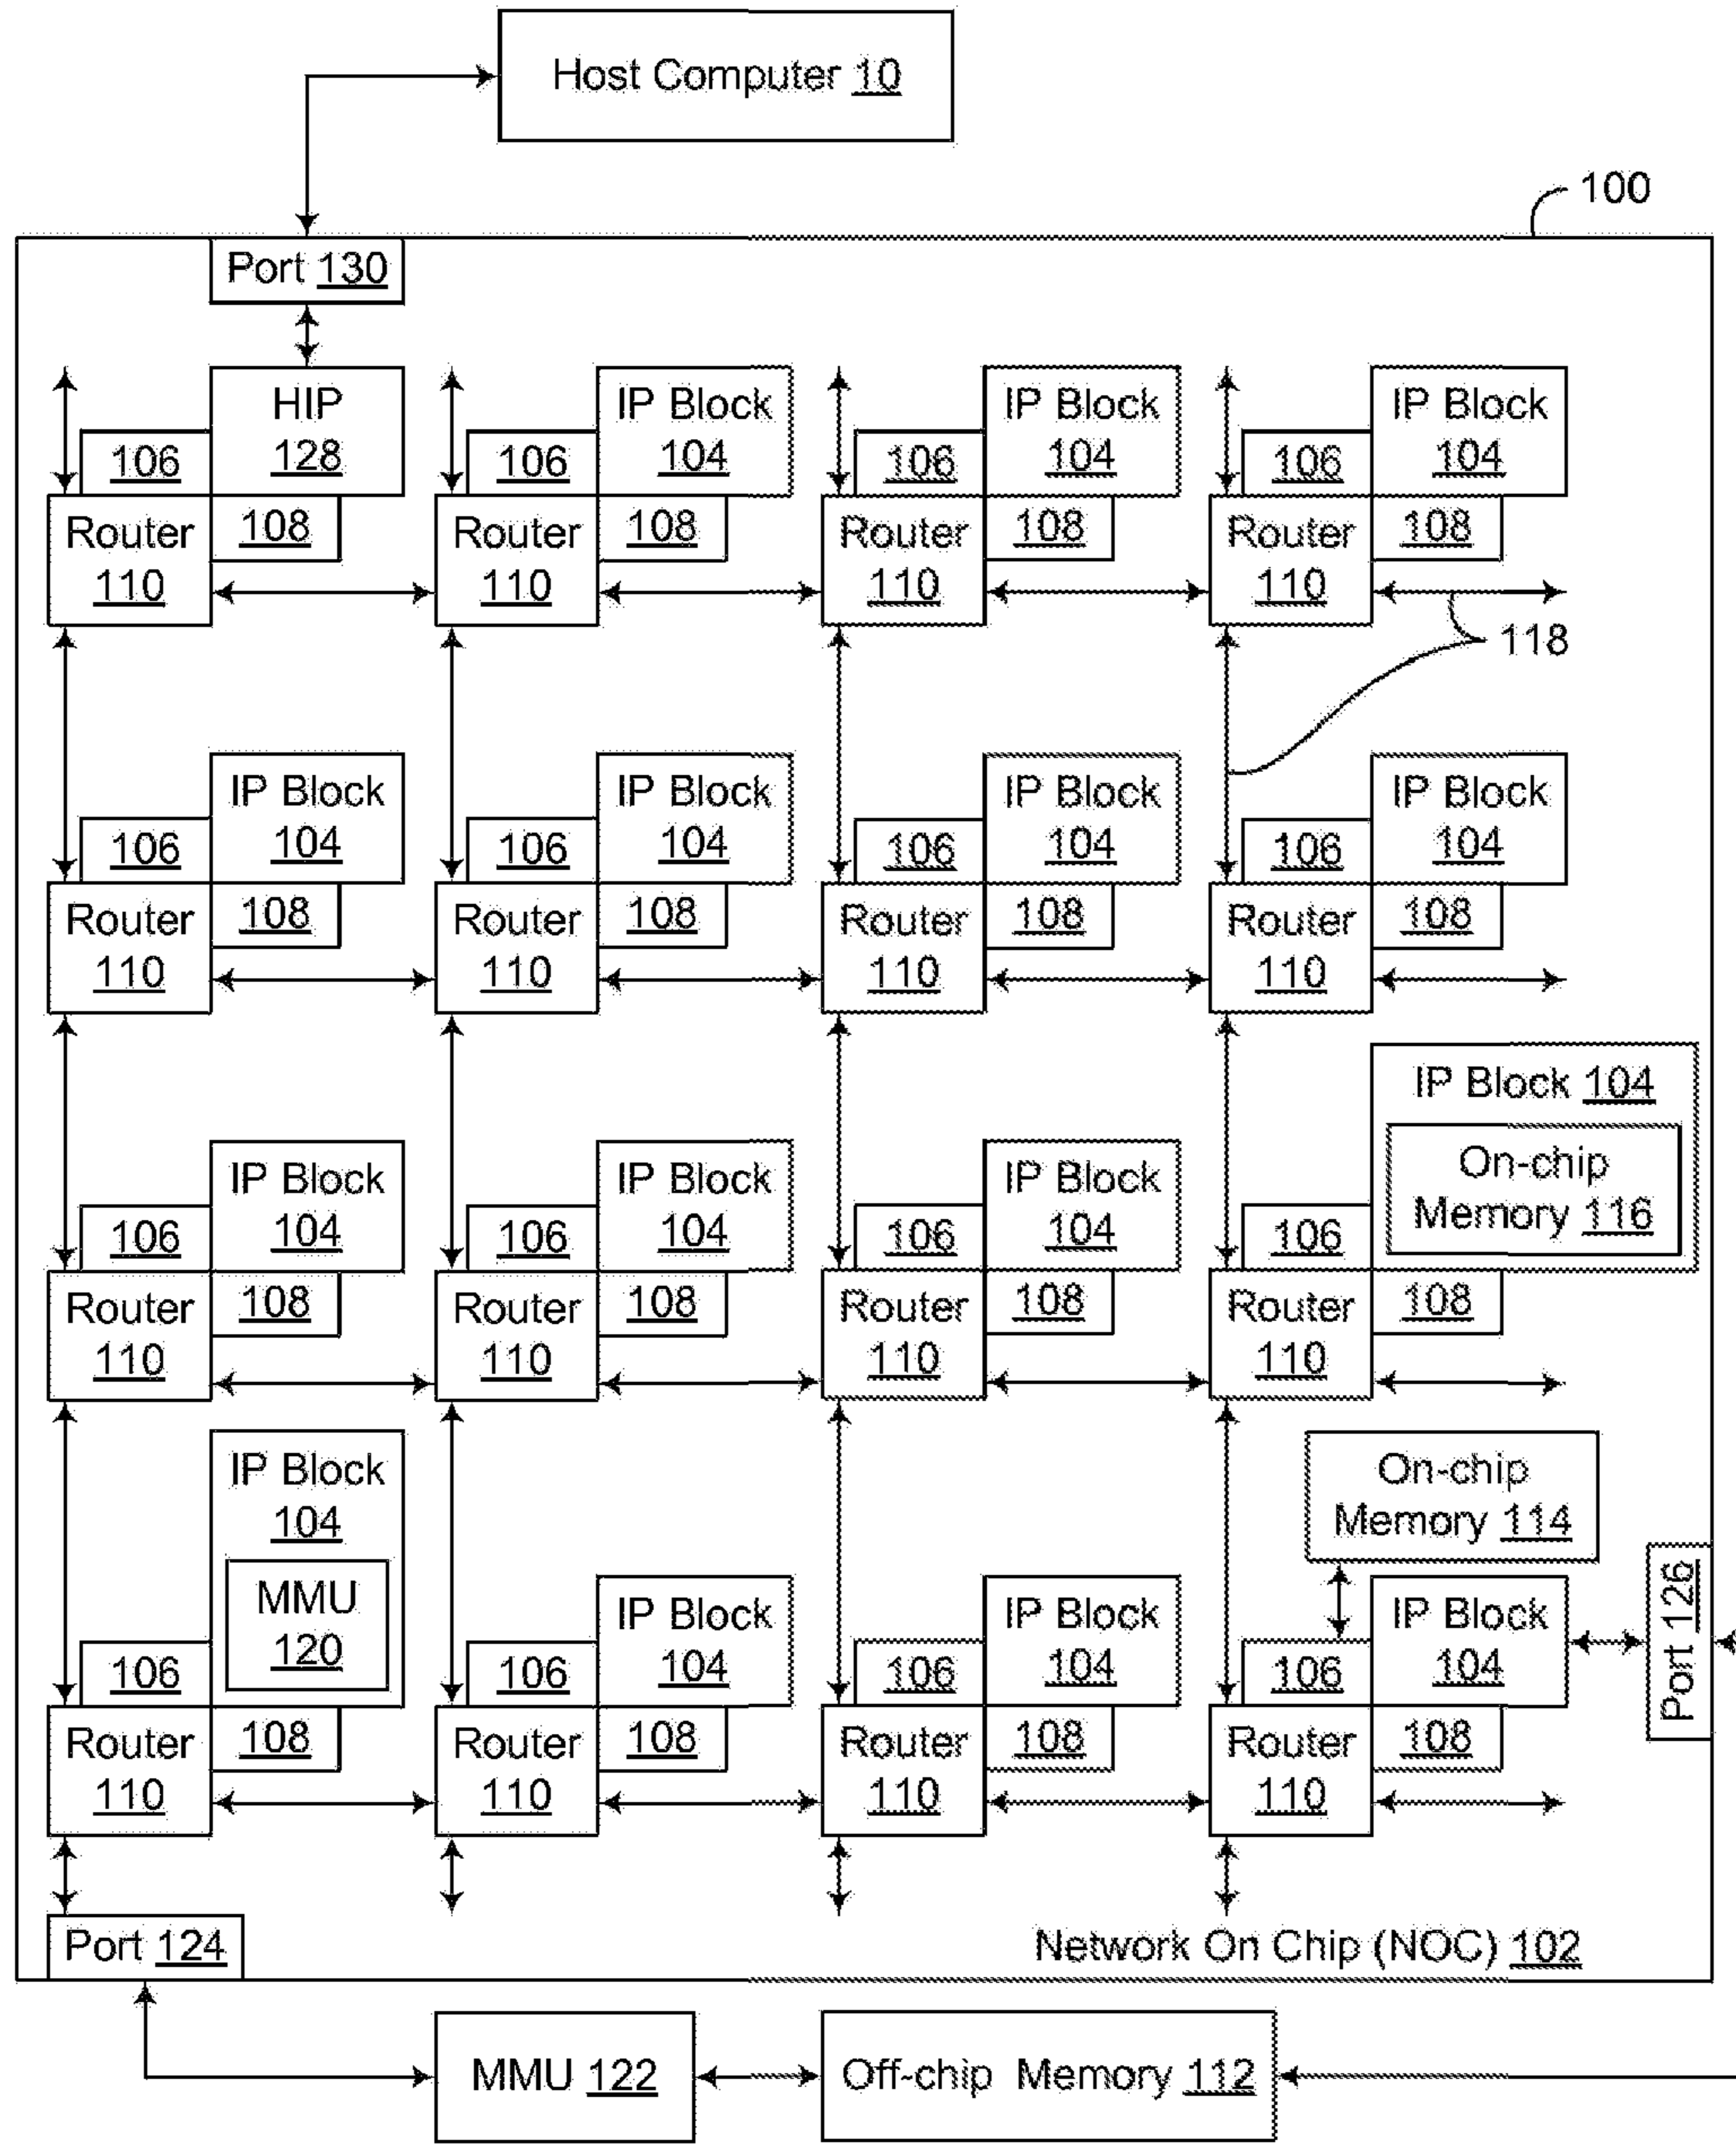 Host Computer 10
100
Port 130
HIP
128
106
Router
110
108
IP Block
104
106
Router
110
108
IP Block
104
106
Router
110
108
IP Block
104
106
Router
110
108
118
IP Block
104
106
Router
110
108
IP Block
104
106
Router
110
108
IP Block
104
106
Router
110
108
IP Block
104
106
Router
110
108
IP Block
104
106
Router
110
108
IP Block
104
106
Router
110
108
IP Block
104
106
Router
110
108
IP Block 104
On-chip
Memory 116
106
Router
110
108
IP Block
104
MMU
120
106
Router
110
108
IP Block
104
106
Router
110
108
IP Block
104
106
Router
110
108
On-chip
Memory 114
IP Block
104
106
Router
110
108
Port 126
Port 124
Network On Chip (NOC) 102
MMU 122
Off-chip Memory 112